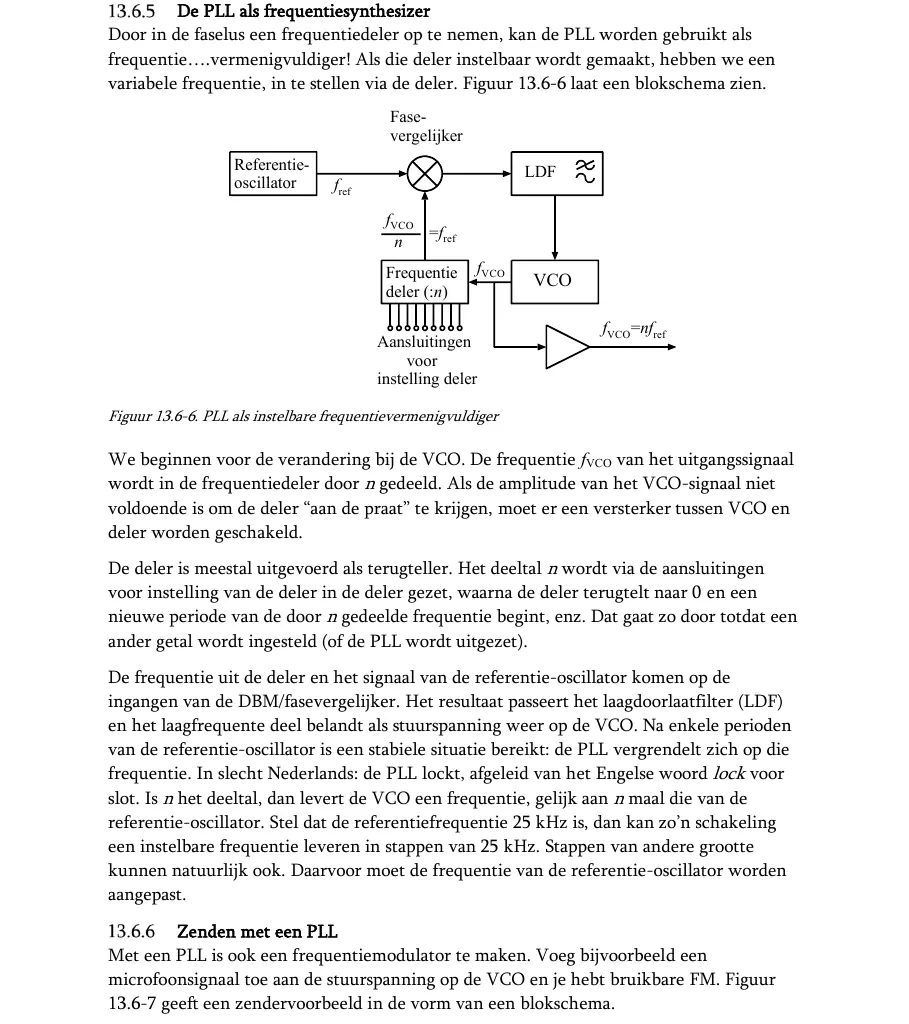 13.6.5 De PLL als frequentiesynthesizer
Door in de faselus een frequentiedeler op te nemen, kan de PLL worden gebruikt als
frequentie….vermenigvuldiger! Als die deler instelbaar wordt gemaakt, hebben we een
variabele frequentie, in te stellen via de deler. Figuur 13.6-6 laat een blokschema zien.
Fase-
vergelijker
Referentie-
oscillator
fref
LDF
fVCO
n
=fref
Frequentie
deler (:n)
fVCO
VCO
Aansluitingen
voor
instelling deler
fVCO=nfref
Figuur 13.6-6. PLL als instelbare frequentievermenigvuldiger
We beginnen voor de verandering bij de VCO. De frequentie fVCO van het uitgangssignaal
wordt in de frequentiedeler door n gedeeld. Als de amplitude van het VCO-signaal niet
voldoende is om de deler “aan de praat” te krijgen, moet er een versterker tussen VCO en
deler worden geschakeld.
De deler is meestal uitgevoerd als terugteller. Het deeltal n wordt via de aansluitingen
voor instelling van de deler in de deler gezet, waarna de deler terugtelt naar 0 en een
nieuwe periode van de door n gedeelde frequentie begint, enz. Dat gaat zo door totdat een
ander getal wordt ingesteld (of de PLL wordt uitgezet).
De frequentie uit de deler en het signaal van de referentie-oscillator komen op de
ingangen van de DBM/fasevergelijker. Het resultaat passeert het laagdoorlaatfilter (LDF)
en het laagfrequente deel belandt als stuurspanning weer op de VCO. Na enkele perioden
van de referentie-oscillator is een stabiele situatie bereikt: de PLL vergrendelt zich op die
frequentie. In slecht Nederlands: de PLL lockt, afgeleid van het Engelse woord lock voor
slot. Is n het deeltal, dan levert de VCO een frequentie, gelijk aan n maal die van de
referentie-oscillator. Stel dat de referentiefrequentie 25 kHz is, dan kan zo’n schakeling
een instelbare frequentie leveren in stappen van 25 kHz. Stappen van andere grootte
kunnen natuurlijk ook. Daarvoor moet de frequentie van de referentie-oscillator worden
aangepast.
13.6.6 Zenden met een PLL
Met een PLL is ook een frequentiemodulator te maken. Voeg bijvoorbeeld een
microfoonsignaal toe aan de stuurspanning op de VCO en je hebt bruikbare FM. Figuur
13.6-7 geeft een zendervoorbeeld in de vorm van een blokschema.